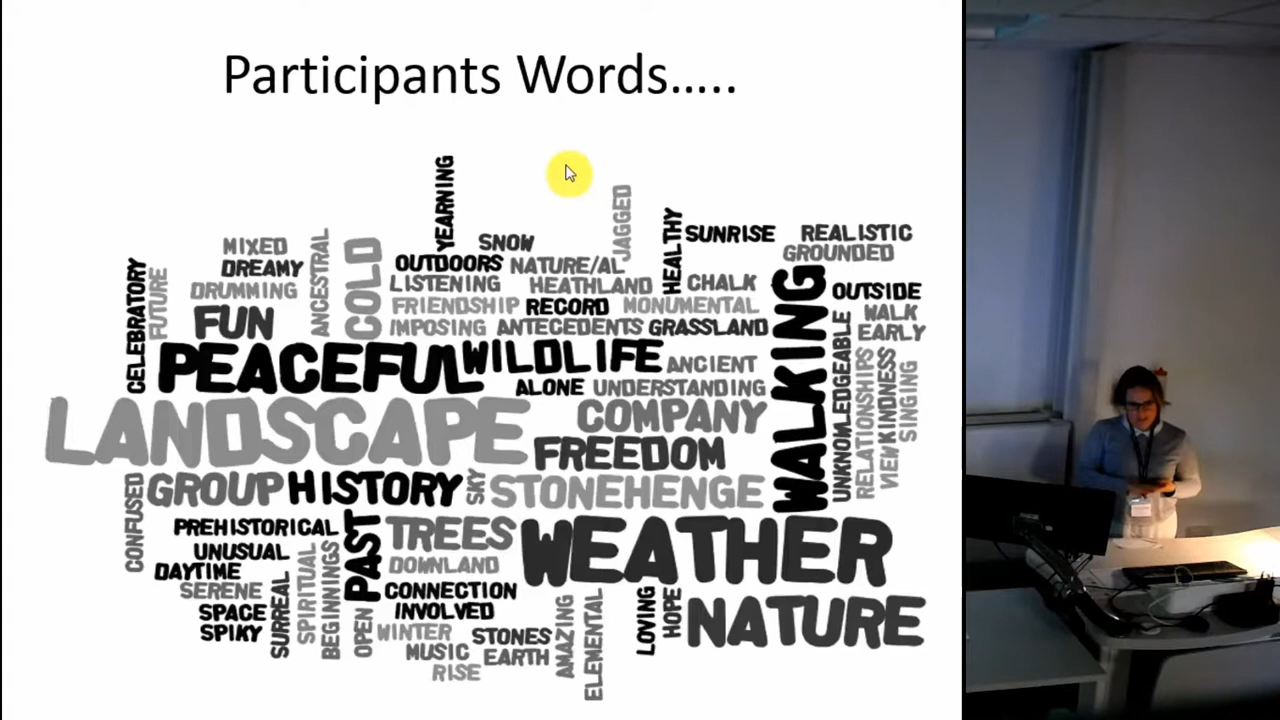 Participants Words.....
YEARNING
JAGGED
HEALTHY
SUNRISE
REALISTIC
MIXED
SNOW
GROUNDED
DREAMY
ANCESTRAL
COLD
OUTDOORS
NATURE/AL
CELEBRATORY
FUTURE
DRUMMING
LISTENING
HEATHLAND
CHALK
WALKING
OUTSIDE
FUN
FRIENDSHIP
RECORD
MONUMENTAL
WALK
IMPOSING
ANTECEDENTS
GRASSLAND
EARLY
PEACEFUL
WILDLIFE
ANCIENT
UNKNOWLEDGEABLE
RELATIONSHIPS
KINDNESS
VIEW
SINGING
ALONE
UNDERSTANDING
LANDSCAPE
COMPANY
FREEDOM
CONFUSED
GROUP
HISTORY
SKY
STONEHENGE
PREHISTORICAL
PAST
TREES
WEATHER
UNUSUAL
DAYTIME
DOWNLAND
SERENE
SURREAL
SPIRITUAL
BEGINNINGS
CONNECTION
SPACE
OPEN
INVOLVED
AMAZING
ELEMENTAL
LOVING
HOPE
NATURE
SPIKY
WINTER
STONES
MUSIC
EARTH
RISE